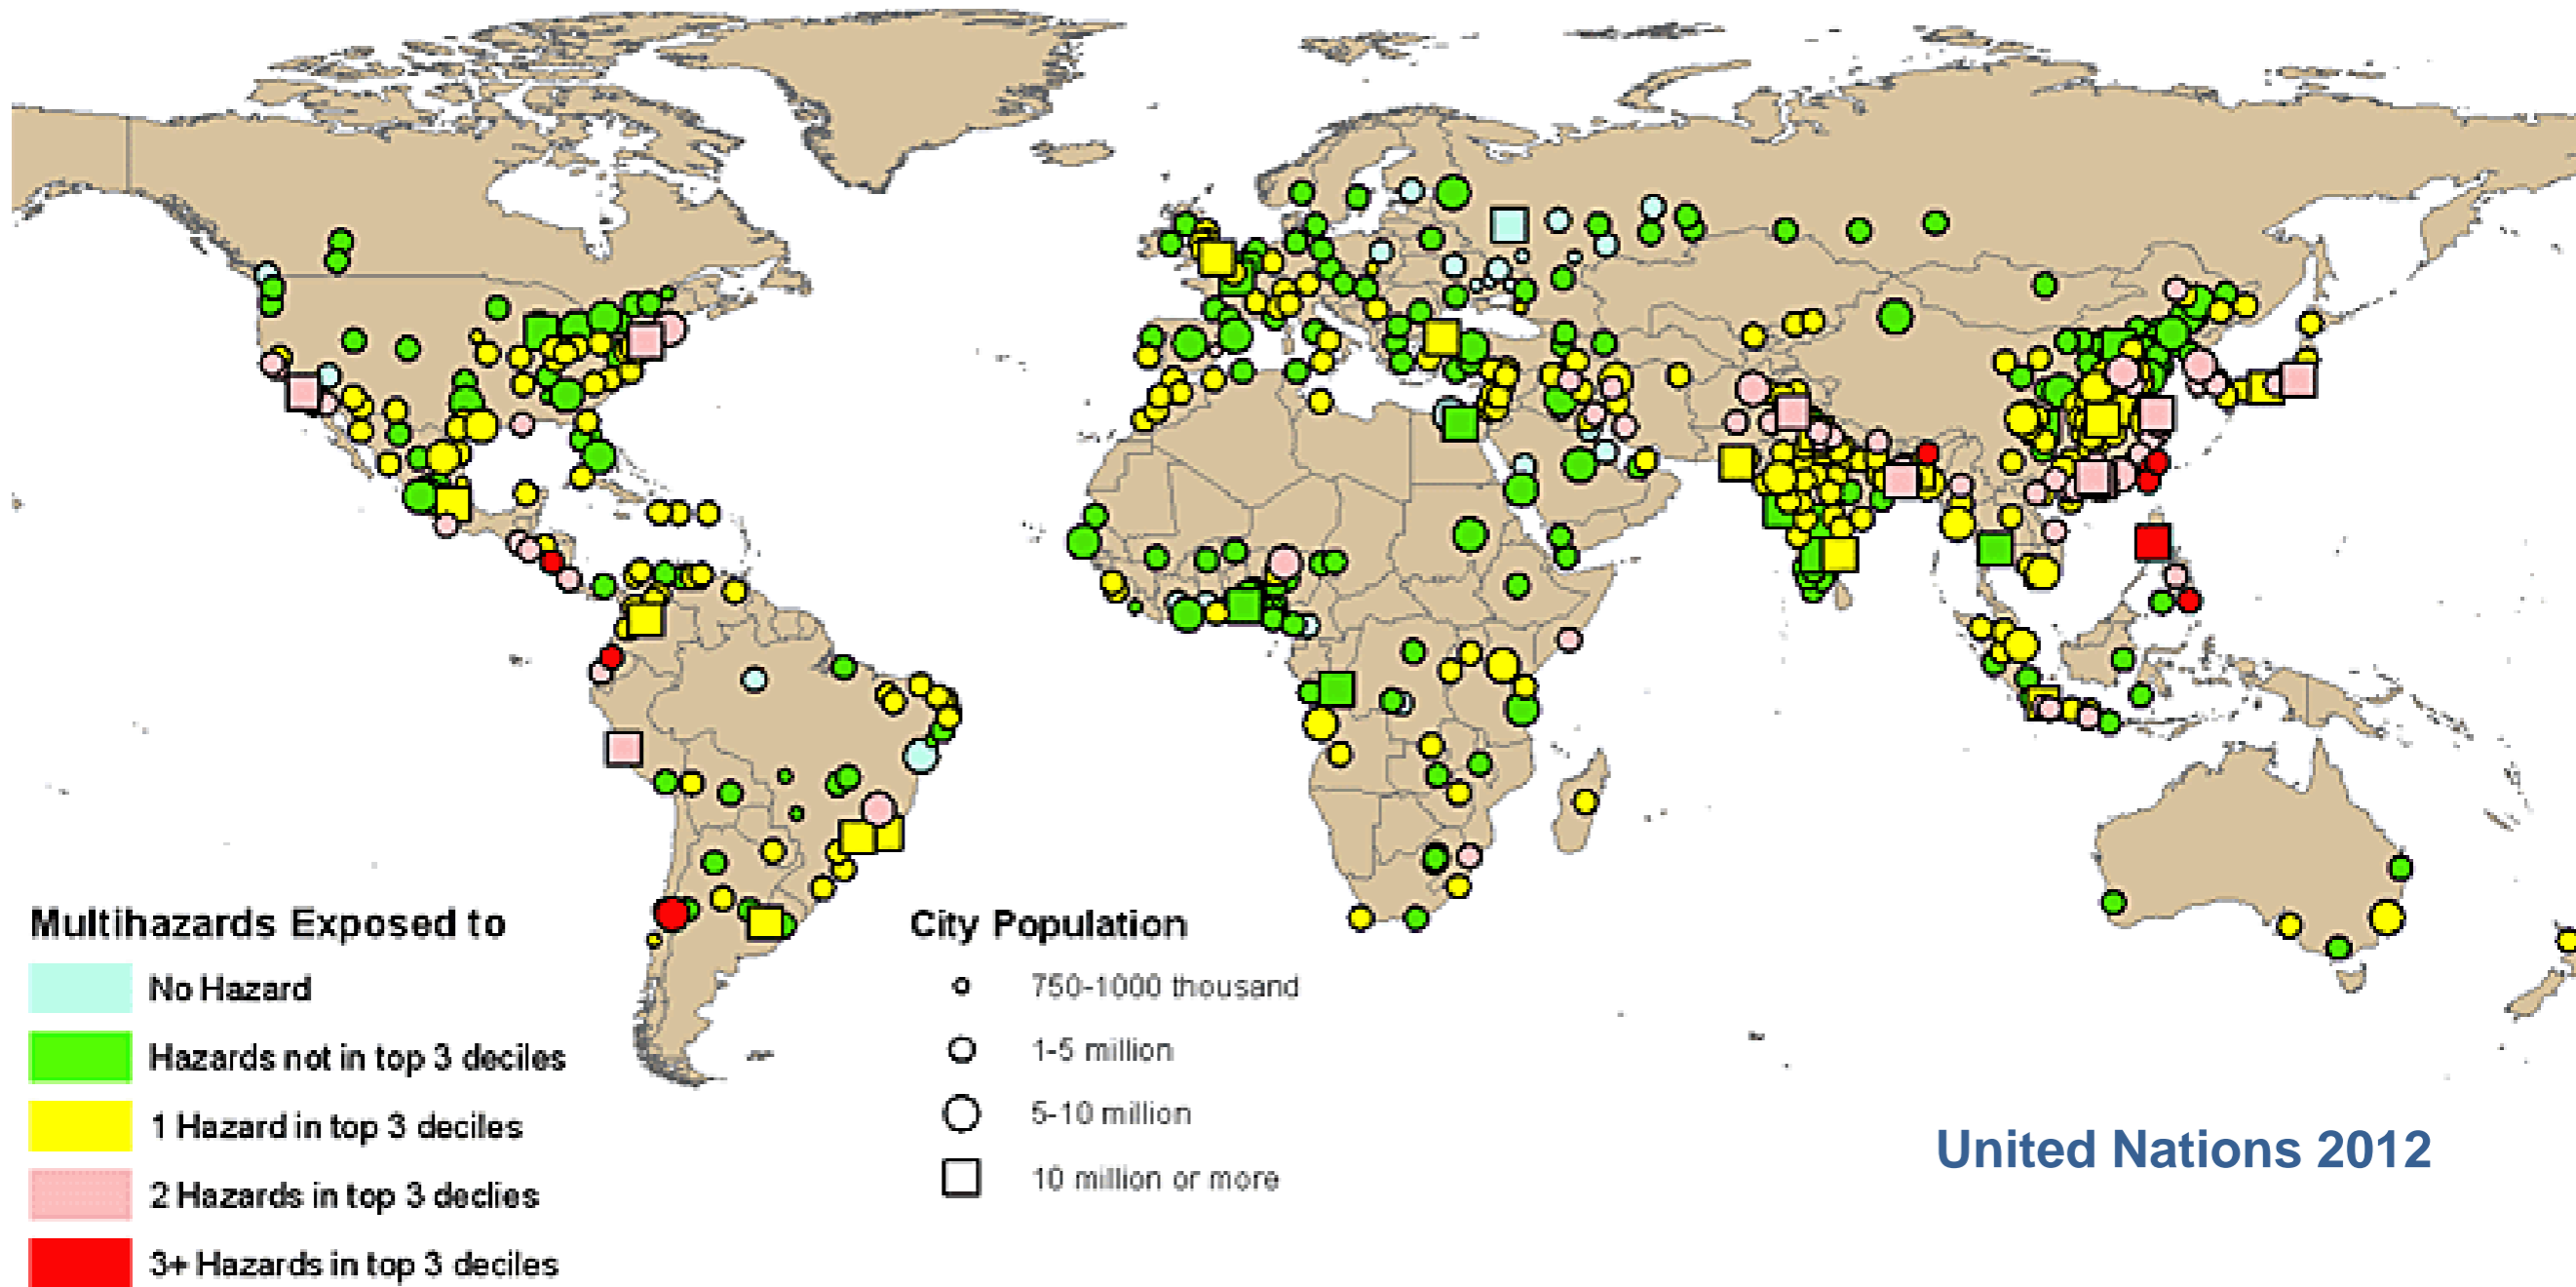 Multihazards Exposed to
No Hazard
Hazards not in top 3 deciles
1 Hazard in top 3 deciles
2 Hazards in top 3 declies
3+ Hazards in top 3 deciles
City Population
750-1000 thousand
1-5 million
5-10 million
10 million or more
United Nations 2012